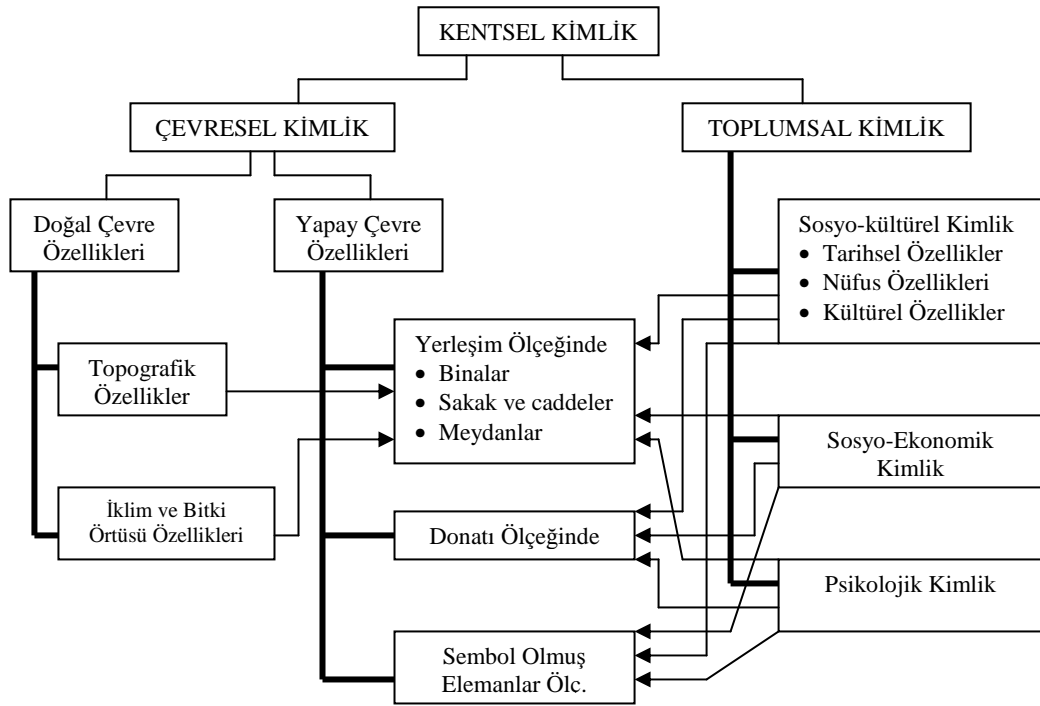 KENTSEL KİMLİK
ÇEVRESEL KİMLİK
TOPLUMSAL KİMLİK
Doğal Çevre
Özellikleri
Yapay Çevre
Özellikleri
Sosyo-kültürel Kimlik
• Tarihsel Özellikler
• Nüfus Özellikleri
• Kültürel Özellikler
Yerleşim Ölçeğinde
• Binalar
• Sakak ve caddeler
• Meydanlar
Topografik
Özellikler
Sosyo-Ekonomik
Kimlik
İklim ve Bitki
Örtüsü Özellikleri
Donatı Ölçeğinde
Psikolojik Kimlik
Sembol Olmuş
Elemanlar Ölc.